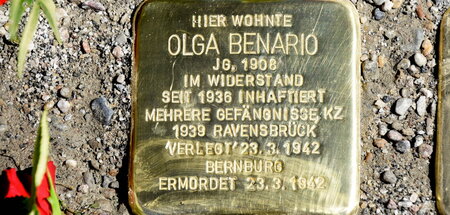 HIER WOHNTE
OLGA BENARIO
JG. 1908
IM WIDERSTAND
SEIT 1936 INHAFTIERT
MEHRERE GEFÄNGNISSE, KZ
1939 RAVENSBRÜCK
'VERLEGT' 23.3.1942
BERNBURG
ERMORDET 23.3.1942